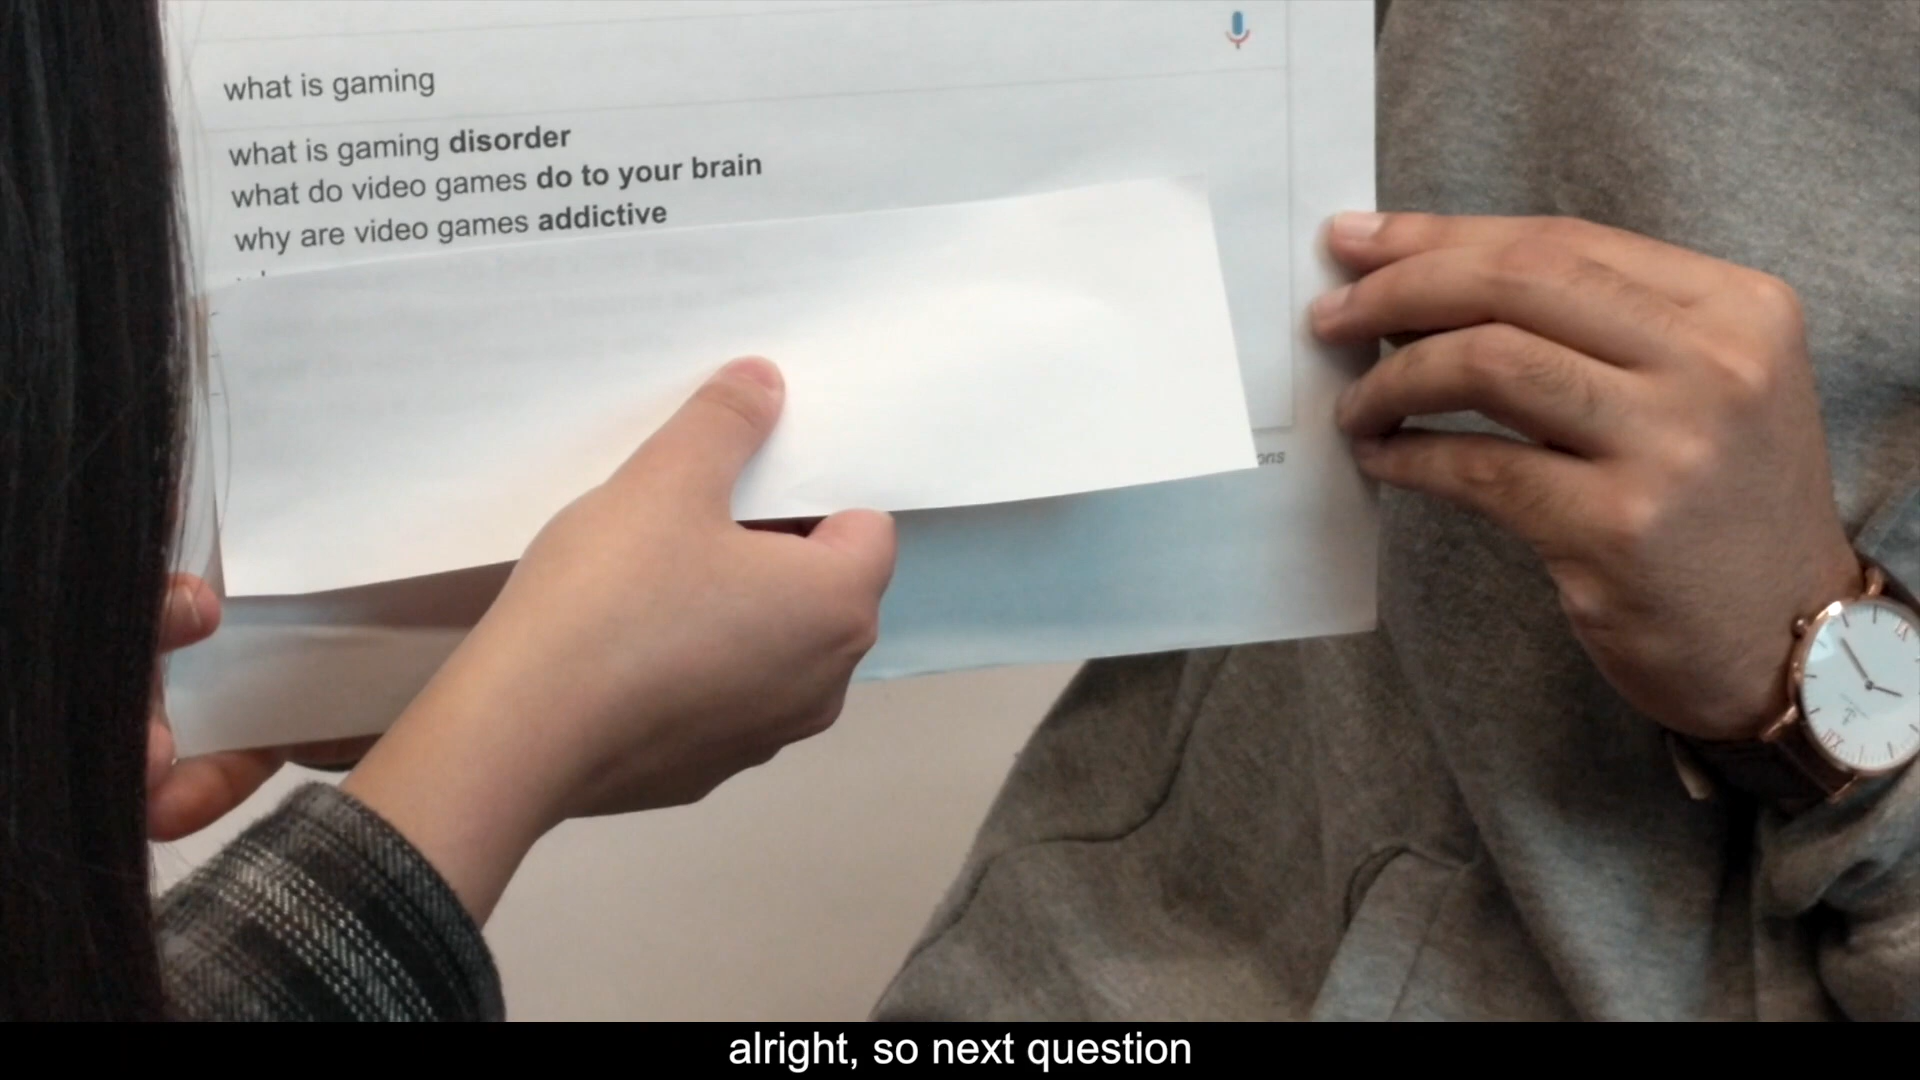 what is gaming
what is gaming disorder
what do video games do to your brain
why are video games addictive
ons
alright, so next question